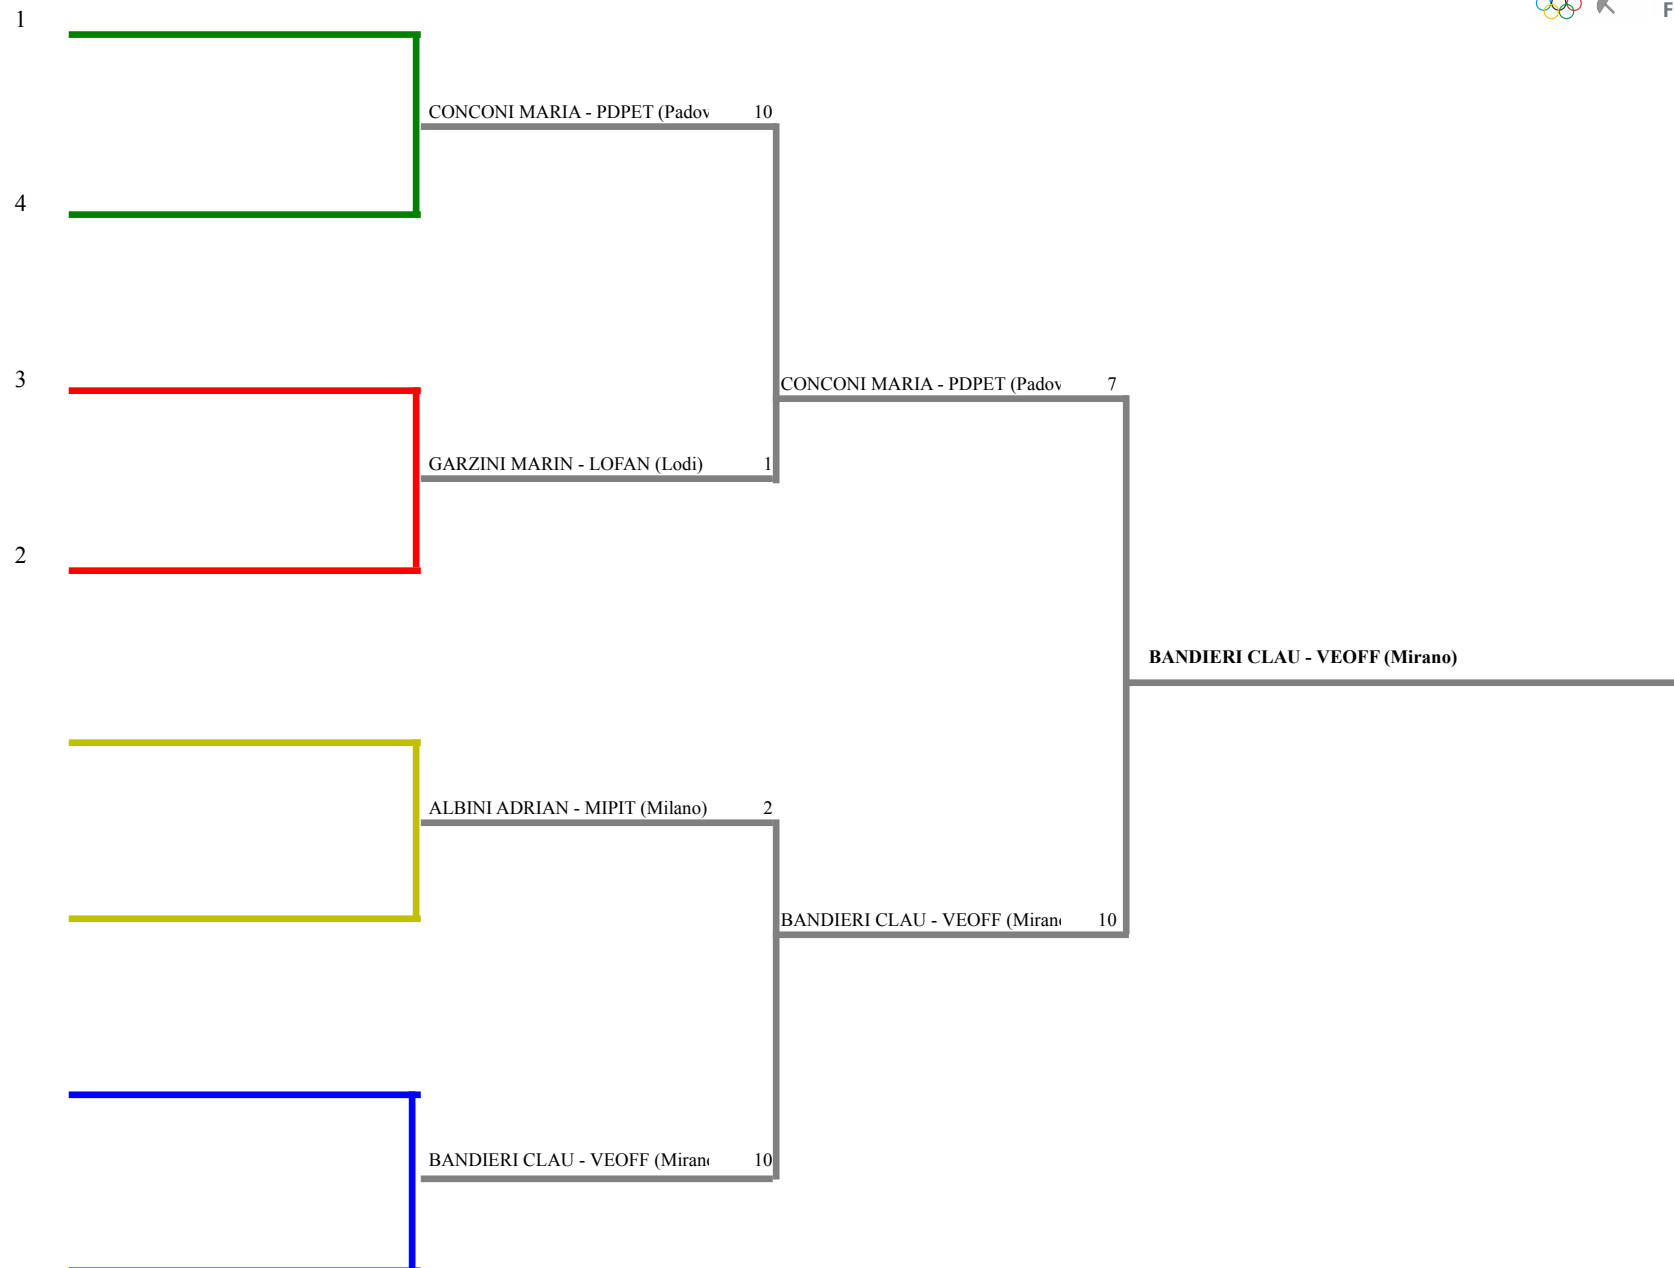 F
1
CONCONI MARIA - PDPET (Padov 10
4
3
CONCONI MARIA - PDPET (Padov 7
GARZINI MARIN - LOFAN (Lodi) 1
2
BANDIERI CLAU - VEOFF (Mirano)
ALBINI ADRIAN - MIPIT (Milano) 2
BANDIERI CLAU - VEOFF (Miran 10
BANDIERI CLAU - VEOFF (Miran 10